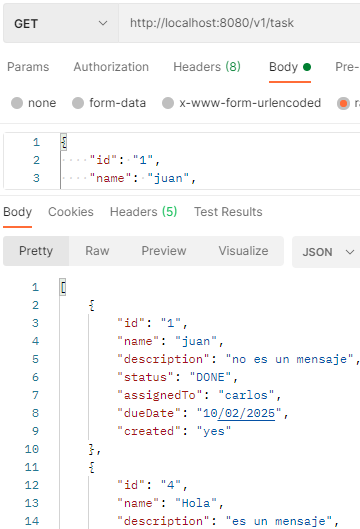 GET http://localhost:8080/v1/task
Params Authorization Headers (8) Body Pre-
none form-data x-www-form-urlencoded
1 {
2 "id": "1",
3 "name": "juan",
Body Cookies Headers (5) Test Results
Pretty Raw Preview Visualize JSON
1 [
2 {
3 "id": "1",
4 "name": "juan",
5 "description": "no es un mensaje",
6 "status": "DONE",
7 "assignedTo": "carlos",
8 "dueDate": "10/02/2025",
9 "created": "yes"
10 },
11 {
12 "id": "4",
13 "name": "Hola",
14 "description": "es un mensaje",